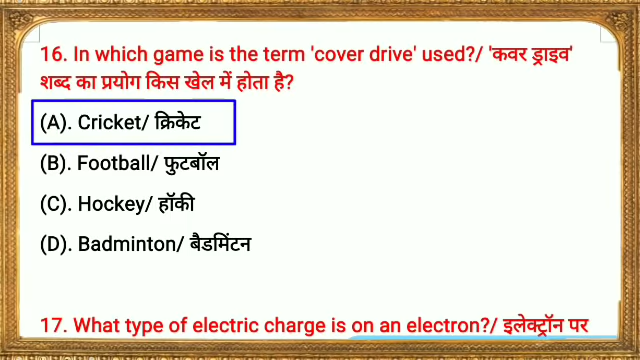 16. In which game is the term 'cover drive' used?/ 'कवर ड्राइव'
शब्द का प्रयोग किस खेल में होता है?
(A). Cricket/ क्रिकेट
(B). Football/ फुटबॉल
(C). Hockey/ हॉकी
(D). Badminton/ बैडमिंटन
17. What type of electric charge is on an electron?/ इलेक्ट्रॉन पर